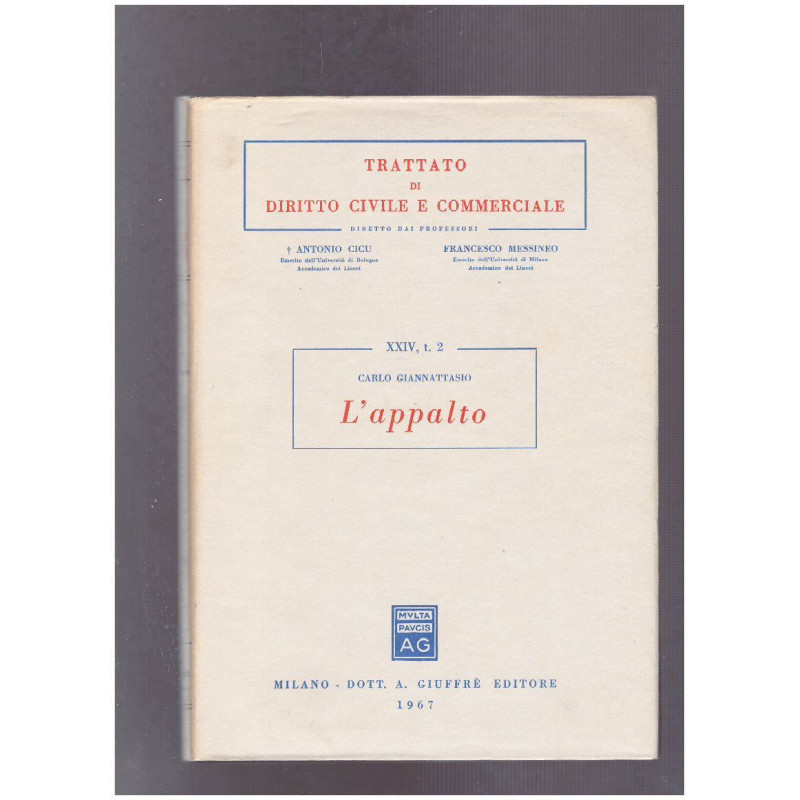 TRATTATO
DI
DIRITTO CIVILE E COMMERCIALE
DIRETTO DAI PROFESSORI
† ANTONIO CICU
Emerito dell'Università di Bologna
Accademico dei Lincei
FRANCESCO MESSINEO
Emerito dell'Università di Milano
Accademico dei Lincei
XXIV, t. 2
CARLO GIANNATTASIO
L'appalto
MVLTA
PAVCIS
AG
MILANO - DOTT. A. GIUFFRÈ EDITORE
1967